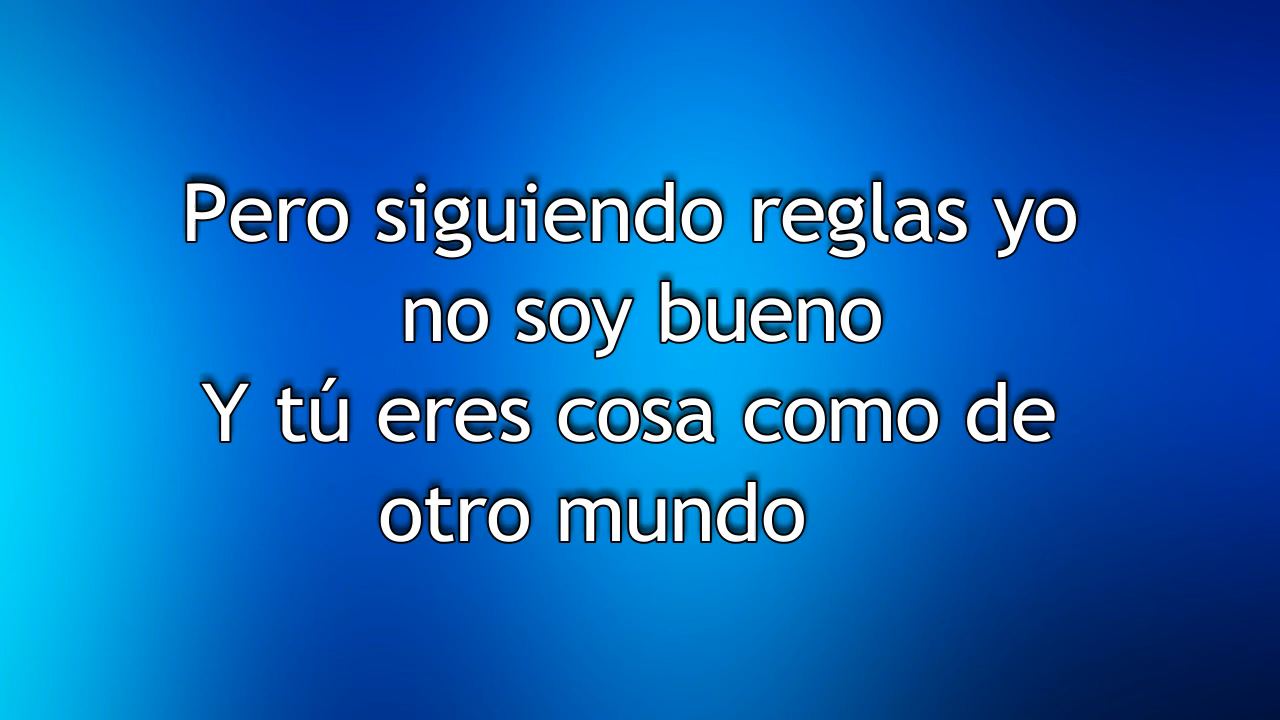 Pero siguiendo reglas yo
no soy bueno
Y tú eres cosa como de
otro mundo